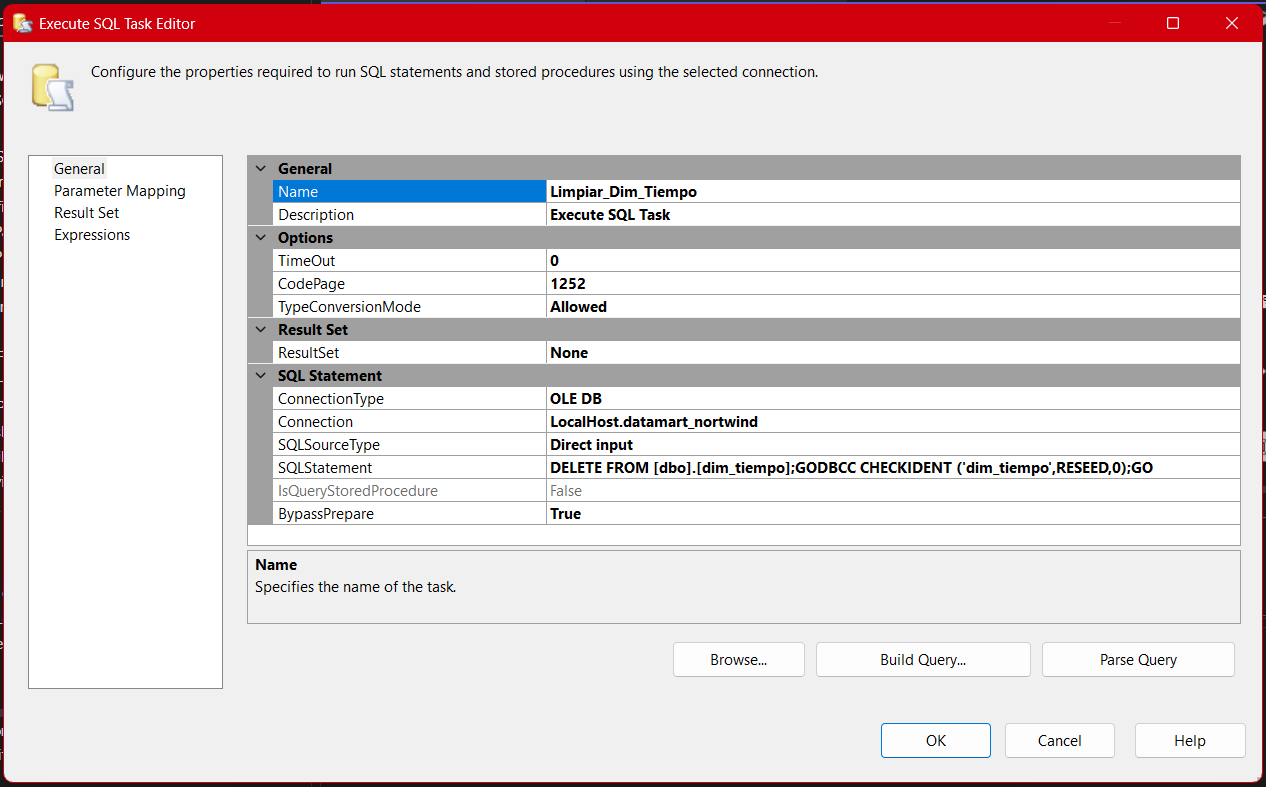 Execute SQL Task Editor
Configure the properties required to run SQL statements and stored procedures using the selected connection.
General
Parameter Mapping
Result Set
Expressions
General
Name Limpiar_Dim_Tiempo
Description Execute SQL Task
Options
TimeOut 0
CodePage 1252
TypeConversionMode Allowed
Result Set
ResultSet None
SQL Statement
ConnectionType OLE DB
Connection LocalHost.datamart_nortwind
SQLSourceType Direct input
SQLStatement DELETE FROM [dbo].[dim_tiempo];GODBCC CHECKIDENT ('dim_tiempo',RESEED,0);GO
IsQueryStoredProcedure False
BypassPrepare True
Name
Specifies the name of the task.
Browse... Build Query... Parse Query
OK Cancel Help